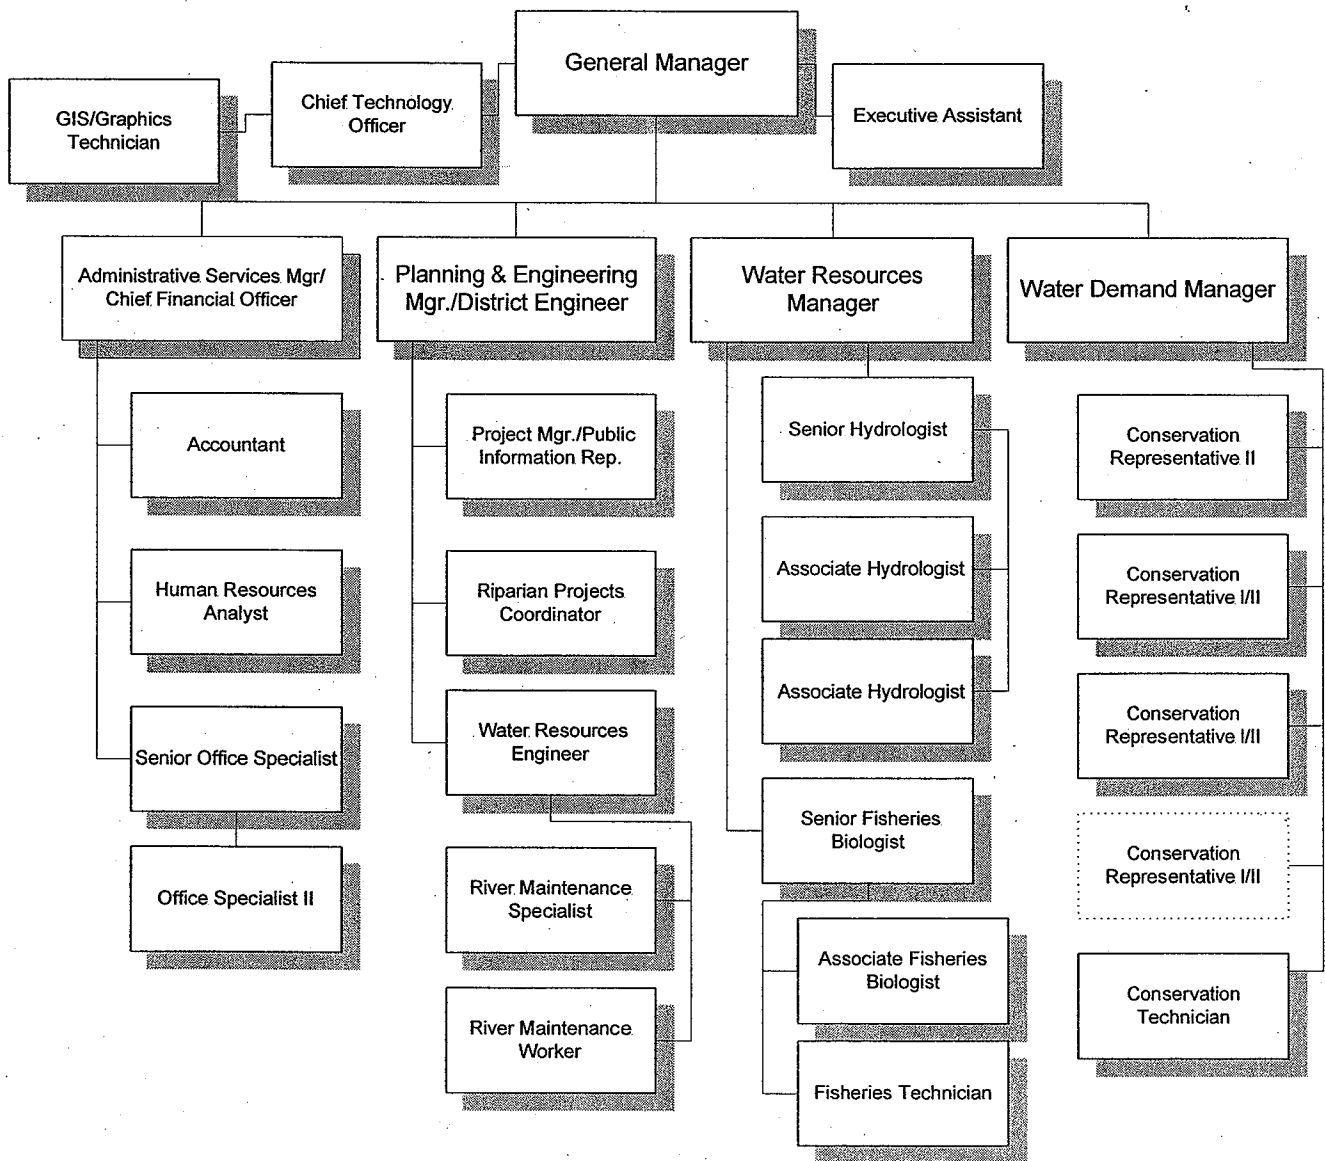 General Manager
GIS/Graphics
Technician
Chief Technology
Officer
Executive Assistant
Administrative Services Mgr/
Chief Financial Officer
Planning & Engineering
Mgr./District Engineer
Water Resources
Manager
Water Demand Manager
Accountant
Human Resources
Analyst
Senior Office Specialist
Office Specialist II
Project Mgr./Public
Information Rep.
Riparian Projects
Coordinator
Water Resources
Engineer
River Maintenance
Specialist
River Maintenance
Worker
Senior Hydrologist
Associate Hydrologist
Associate Hydrologist
Senior Fisheries
Biologist
Associate Fisheries
Biologist
Fisheries Technician
Conservation
Representative II
Conservation
Representative I/II
Conservation
Representative I/II
Conservation
Representative I/II
Conservation
Technician